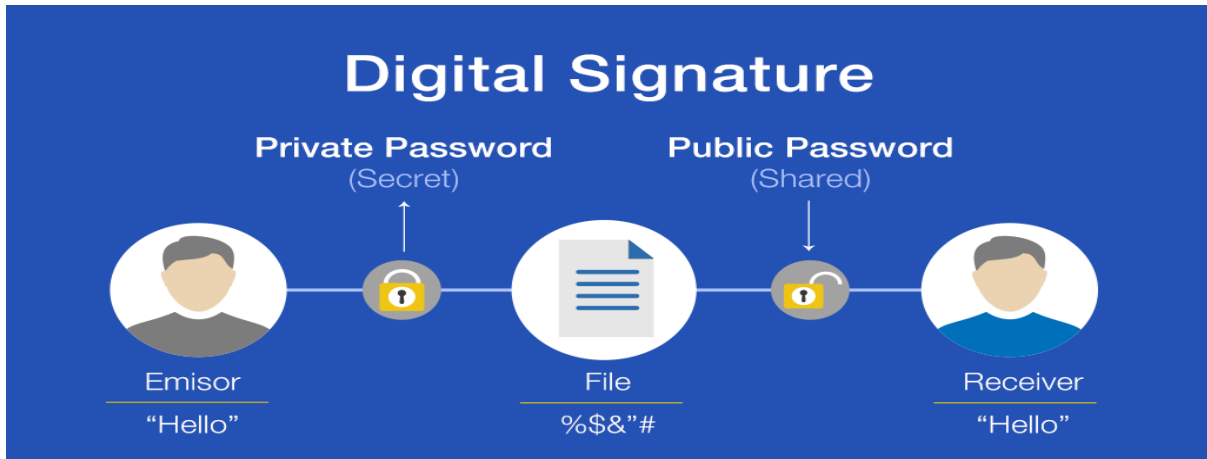 Digital Signature
Private Password
(Secret)
Public Password
(Shared)
Emisor
"Hello"
File
%$&"#
Receiver
"Hello"